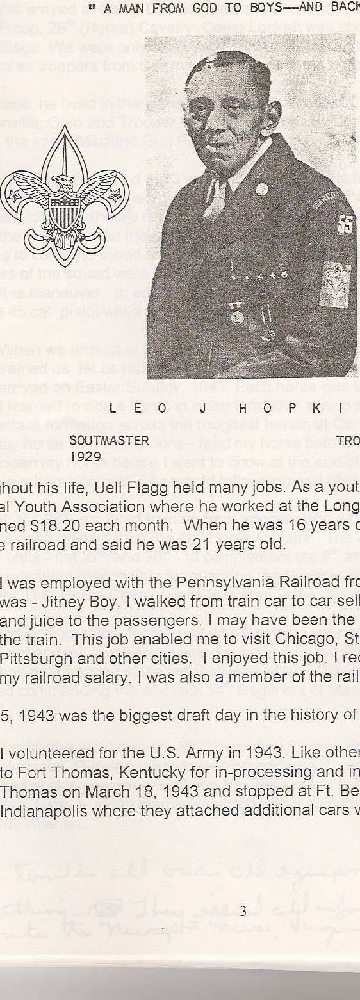 " A MAN FROM GOD TO BOYS—AND BACK
55
L E O J H O P K I
SOUTMASTER TRO
1929
ghout his life, Uell Flagg held many jobs. As a yout
al Youth Association where he worked at the Long
ned $18.20 each month. When he was 16 years o
e railroad and said he was 21 years old.
I was employed with the Pennsylvania Railroad fro
was - Jitney Boy. I walked from train car to car sell
and juice to the passengers. I may have been the
the train. This job enabled me to visit Chicago, St
Pittsburgh and other cities. I enjoyed this job. I rec
my railroad salary. I was also a member of the rail
5, 1943 was the biggest draft day in the history of
I volunteered for the U.S. Army in 1943. Like other
to Fort Thomas, Kentucky for in-processing and in
Thomas on March 18, 1943 and stopped at Ft. Be
Indianapolis where they attached additional cars w
3